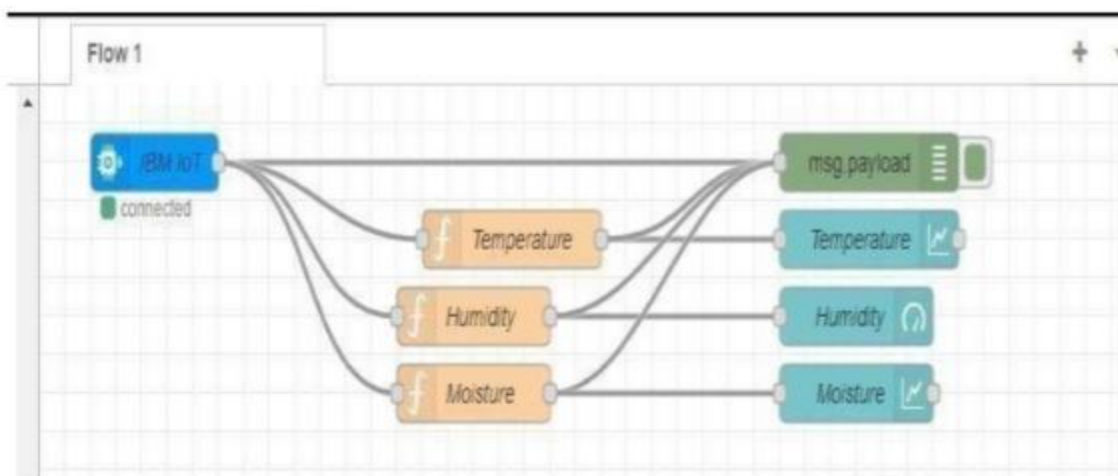 Flow 1
IBM IoT
msg.payload
connected
Temperature
Temperature
Humidity
Humidity
Moisture
Moisture